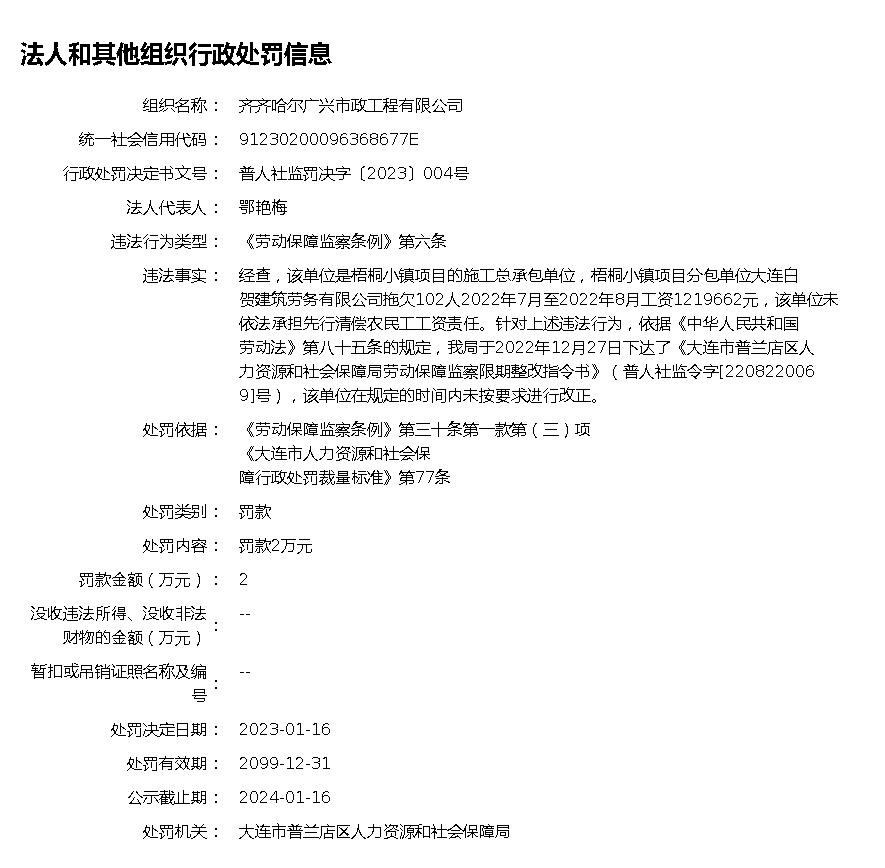 法人和其他组织行政处罚信息
组织名称： 齐齐哈尔广兴市政工程有限公司
统一社会信用代码： 91230200096368677E
行政处罚决定书文号： 普人社监罚决字〔2023〕004号
法人代表人： 鄂艳梅
违法行为类型： 《劳动保障监察条例》第六条
违法事实： 经查，该单位是梧桐小镇项目的施工总承包单位，梧桐小镇项目分包单位大连白
贺建筑劳务有限公司拖欠102人2022年7月至2022年8月工资1219662元，该单位未
依法承担先行清偿农民工工资责任。针对上述违法行为，依据《中华人民共和国
劳动法》第八十五条的规定，我局于2022年12月27日下达了《大连市普兰店区人
力资源和社会保障局劳动保障监察限期整改指令书》（普人社监令字[220822006
9]号），该单位在规定的时间内未按要求进行改正。
处罚依据： 《劳动保障监察条例》第三十条第一款第（三）项
《大连市人力资源和社会保
障行政处罚裁量标准》第77条
处罚类别： 罚款
处罚内容： 罚款2万元
罚款金额（万元）： 2
没收违法所得、没收非法
财物的金额（万元）： --
暂扣或吊销证照名称及编
号： --
处罚决定日期： 2023-01-16
处罚有效期： 2099-12-31
公示截止期： 2024-01-16
处罚机关： 大连市普兰店区人力资源和社会保障局